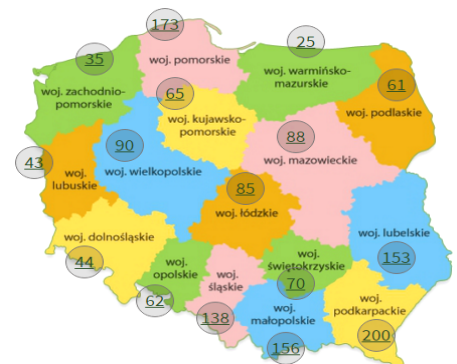 173
woj. pomorskie
25
woj. warmińsko-
mazurskie
35
woj. zachodnio-
pomorskie
65
woj. kujawsko-
pomorskie
61
woj. podlaskie
90
woj. wielkopolskie
88
woj. mazowieckie
43
woj.
lubuskie
85
woj. łódzkie
woj. lubelskie
153
woj. dolnośląskie
44
woj.
opolskie
62
woj.
śląskie
138
woj.
świętokrzyskie
70
woj.
małopolskie
156
woj.
podkarpackie
200